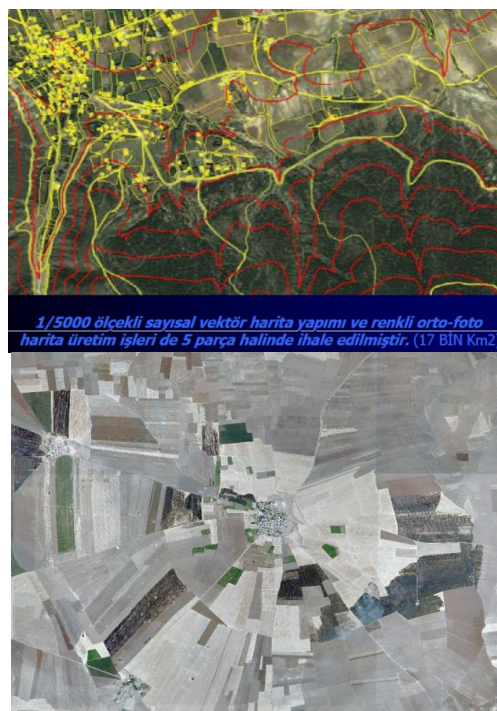 1/5000 ölçekli sayısal vektör harita yapımı ve renkli orto-foto
harita üretim işleri de 5 parça halinde ihale edilmiştir. (17 BİN Km2